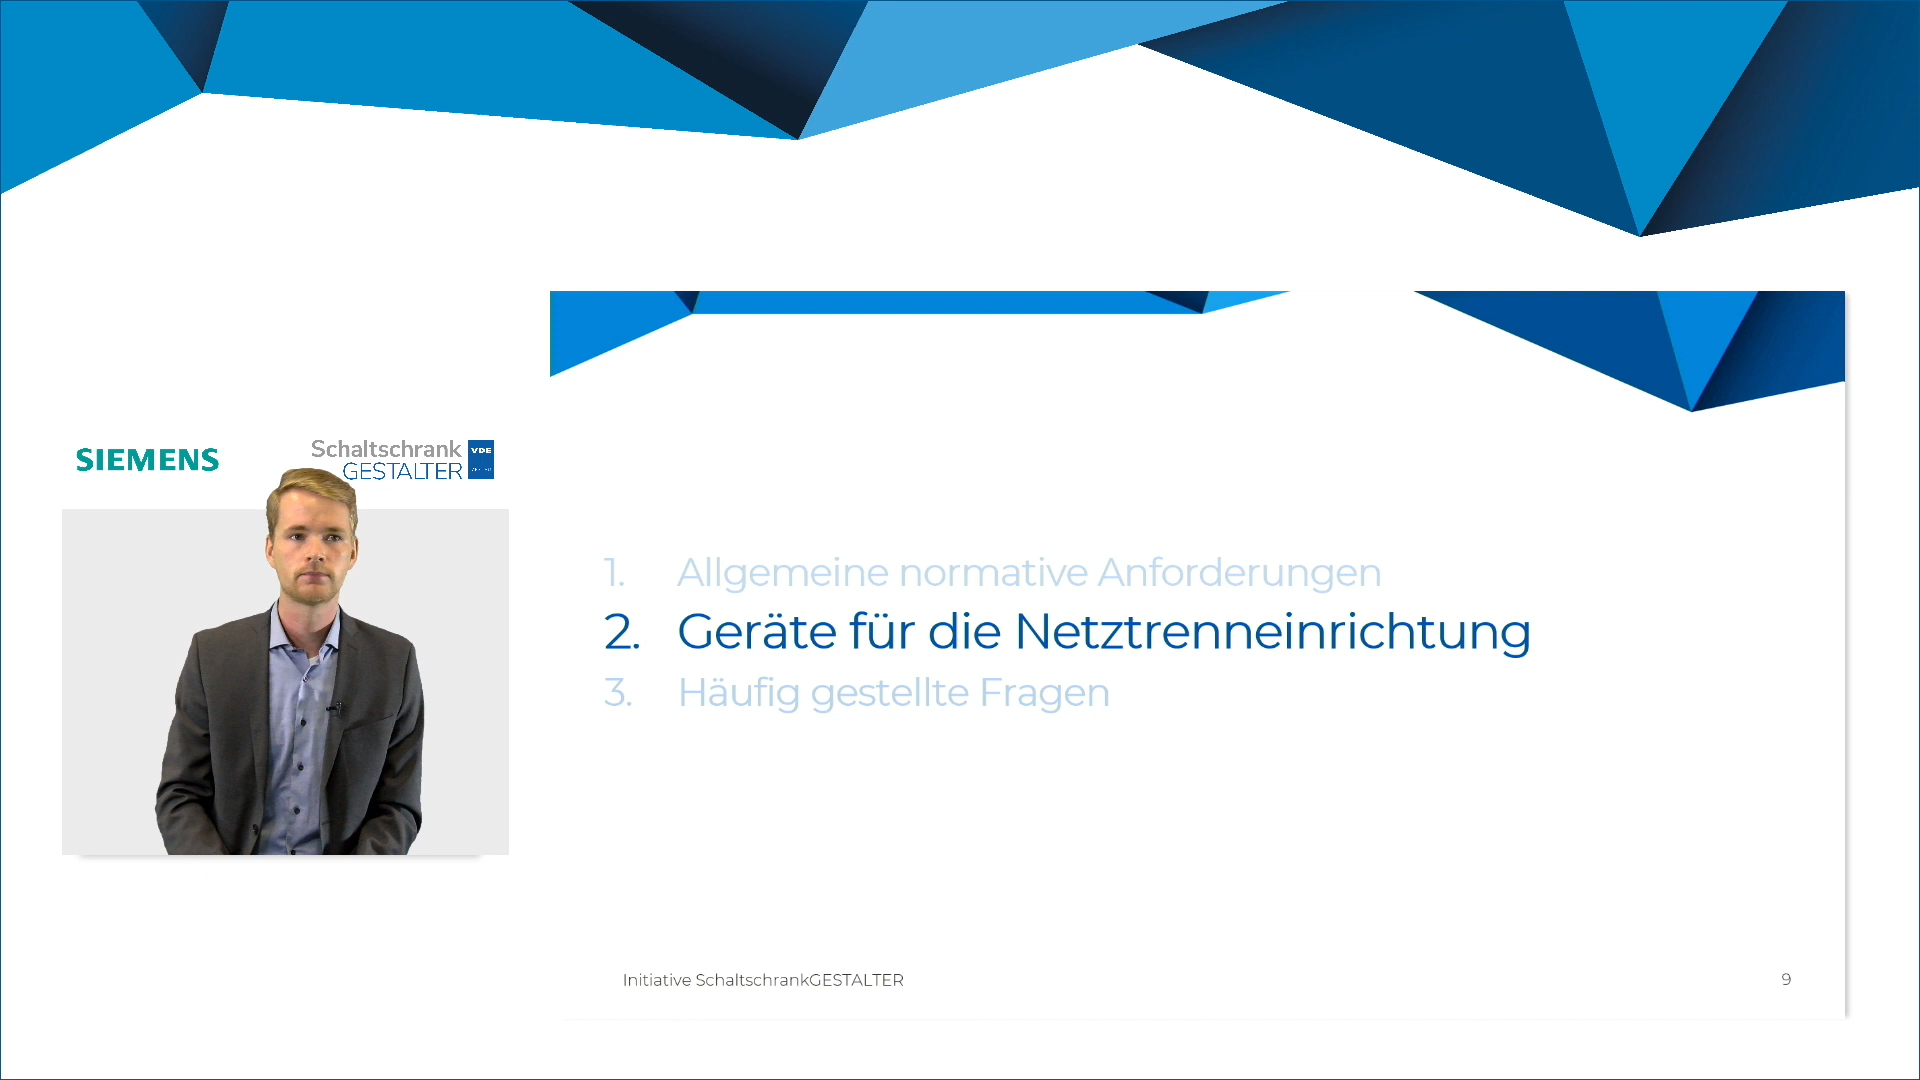 SIEMENS
Schaltschrank
GESTALTER
VDE
1. Allgemeine normative Anforderungen
2. Geräte für die Netztrenneinrichtung
3. Häufig gestellte Fragen
Initiative SchaltschrankGESTALTER
9